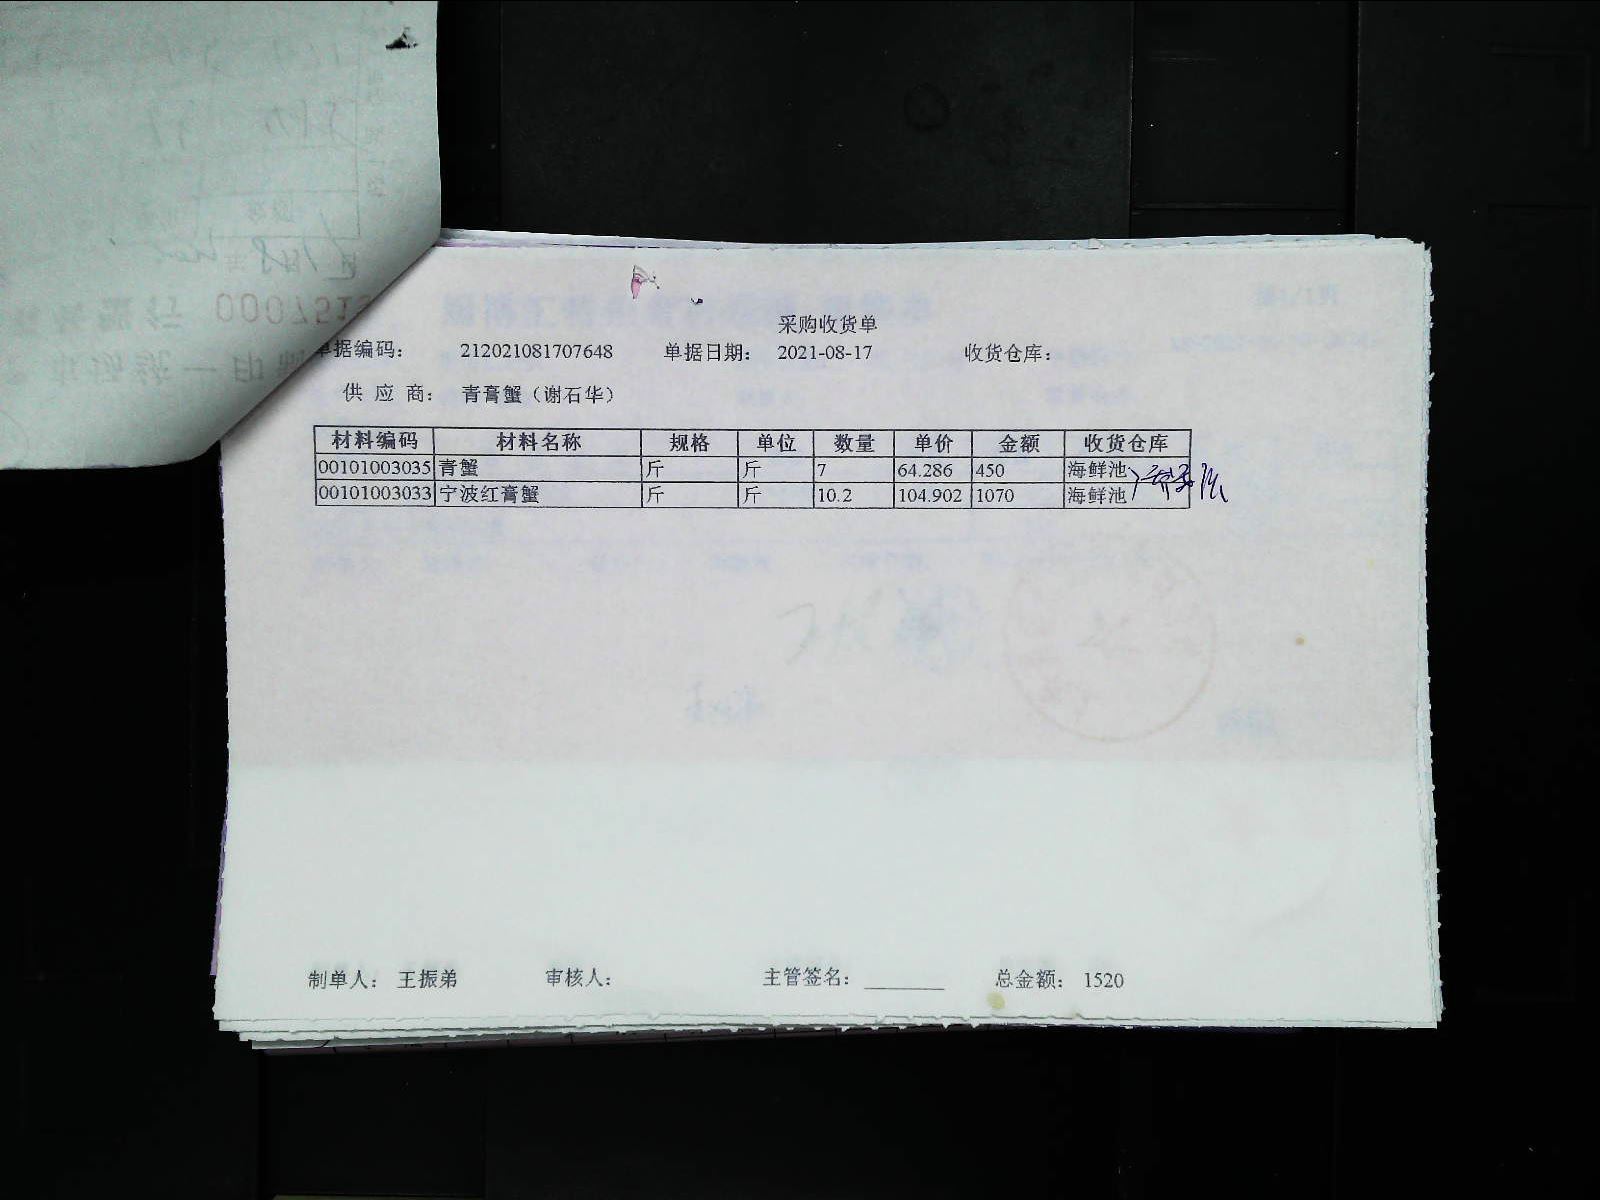 采购收货单
单据编码： 212021081707648 单据日期： 2021-08-17 收货仓库：
供 应 商： 青膏蟹（谢石华）
材料编码 材料名称 规格 单位 数量 单价 金额 收货仓库
00101003035 青蟹 斤 斤 7 64.286 450 海鲜池
00101003033 宁波红膏蟹 斤 斤 10.2 104.902 1070 海鲜池
制单人： 王振弟 审核人： 主管签名： 总金额： 1520